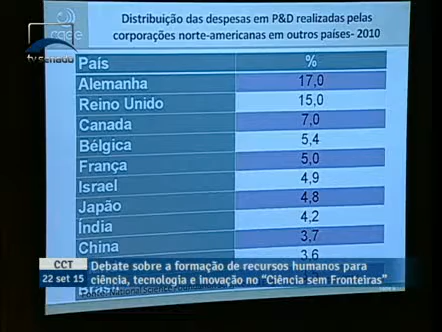 cgee
tv senado
Distribuição das despesas em P&D realizadas pelas
corporações norte-americanas em outros países- 2010
País %
Alemanha 17,0
Reino Unido 15,0
Canada 7,0
Bélgica 5,4
França 5,0
Israel 4,9
Japão 4,8
Índia 4,2
China 3,7
3,6
CCT
22 set 15
Debate sobre a formação de recursos humanos para
ciência, tecnologia e inovação no "Ciência sem Fronteiras"